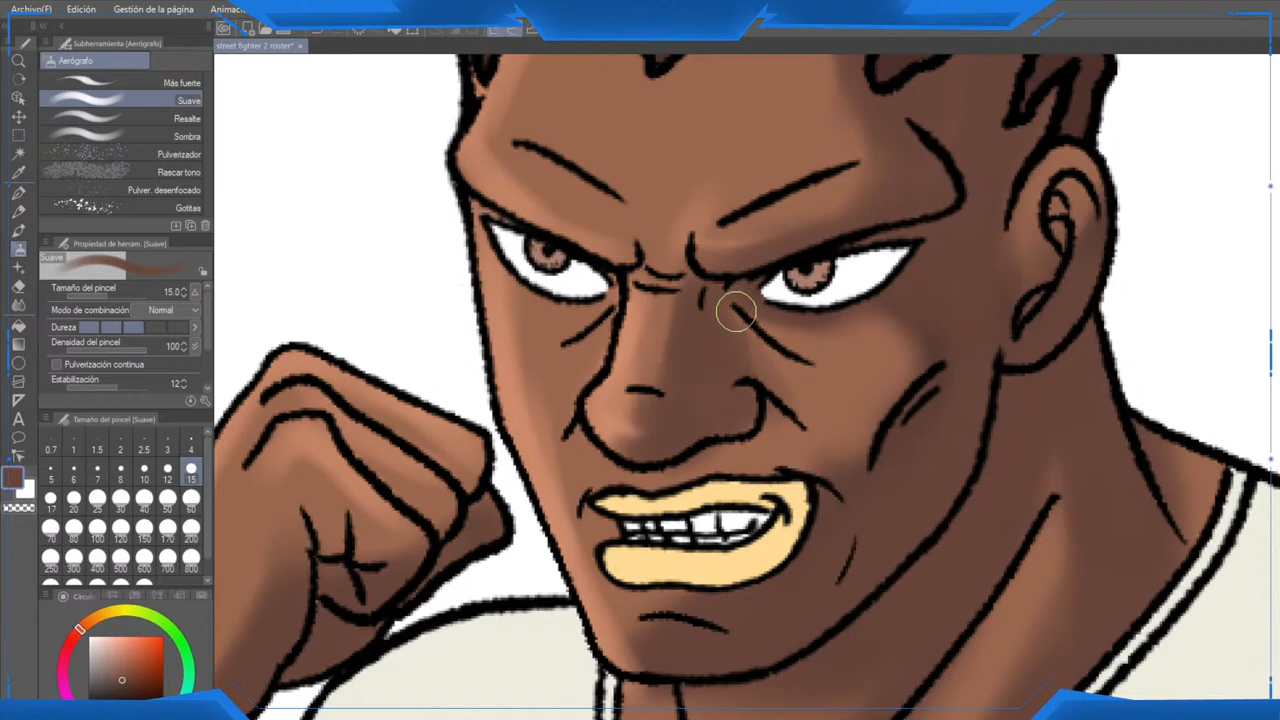 Archivo(F) Edición Gestión de la página Animació
Subherramienta (Aerógrafo)
street fighter 2 roster*
Aerógrafo
Más fuerte
Suave
Resalte
Sombra
Pulverizador
Rascar tono
Pulver. desenfocado
Gotitas
Propiedad de herram. [Suave]
Suave
Tamaño del pincel 15.0
Modo de combinación Normal
Dureza
Densidad del pincel 100
Pulverización continua
Estabilización 12
Tamaño del pincel [Suave]
0.7 1 1.5 2 2.5 3 4
5 6 7 8 10 12 15
17 20 25 30 40 50 60
70 80 100 120 150 170 200
250 300 400 500 600 700 800
Círculo